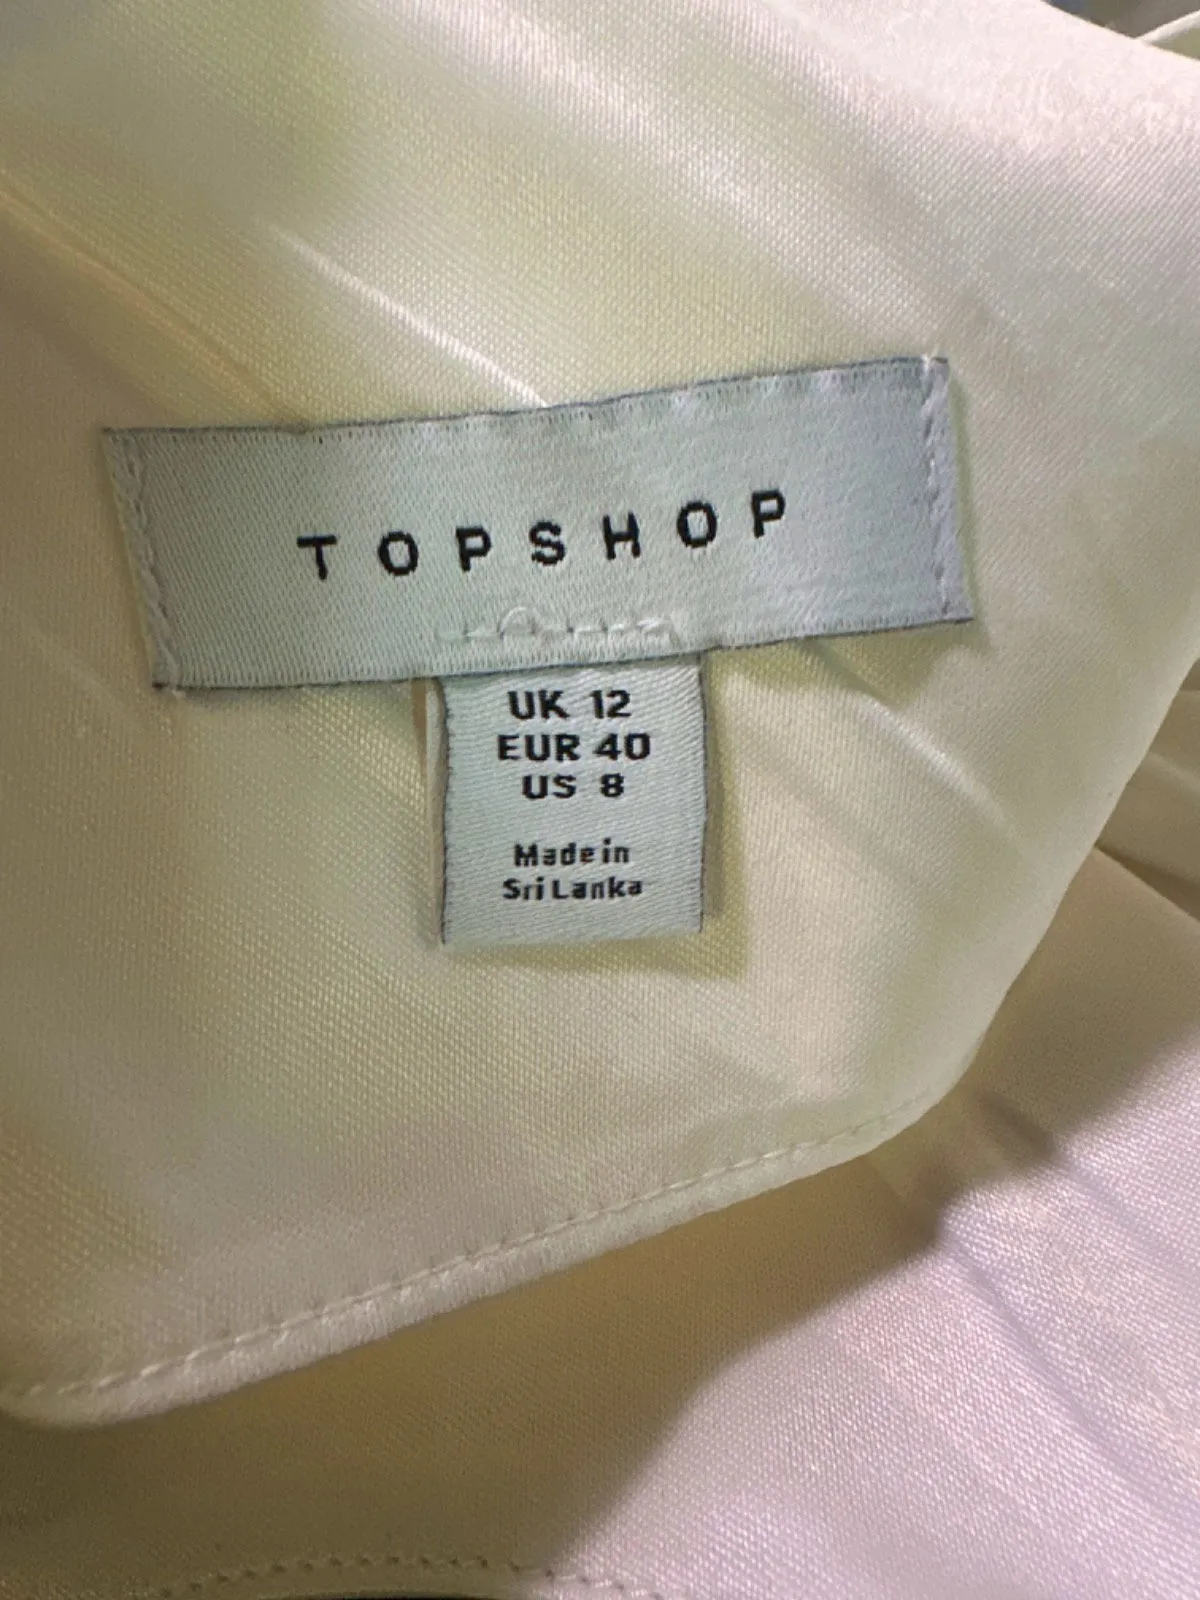 TOPSHOP
UK 12
EUR 40
US 8
Made in
Sri Lanka